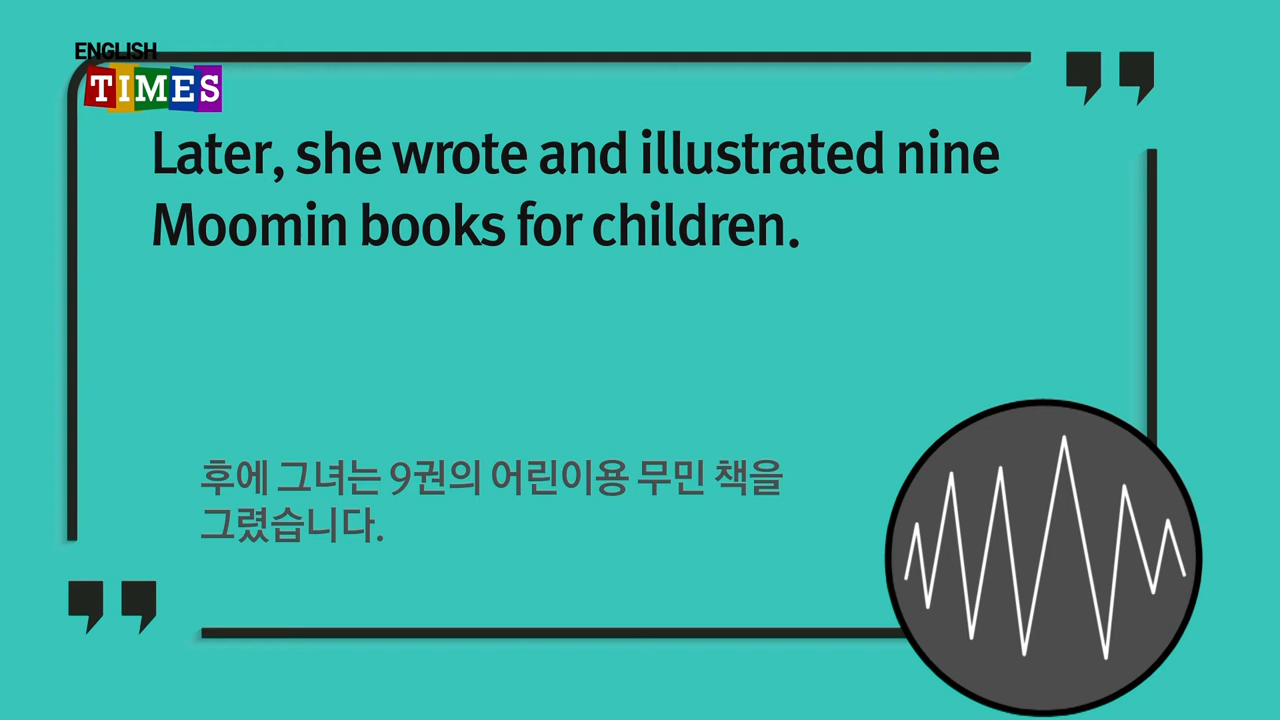 ENGLISH
TIMES
Later, she wrote and illustrated nine
Moomin books for children.
후에 그녀는 9권의 어린이용 무민 책을
그렸습니다.